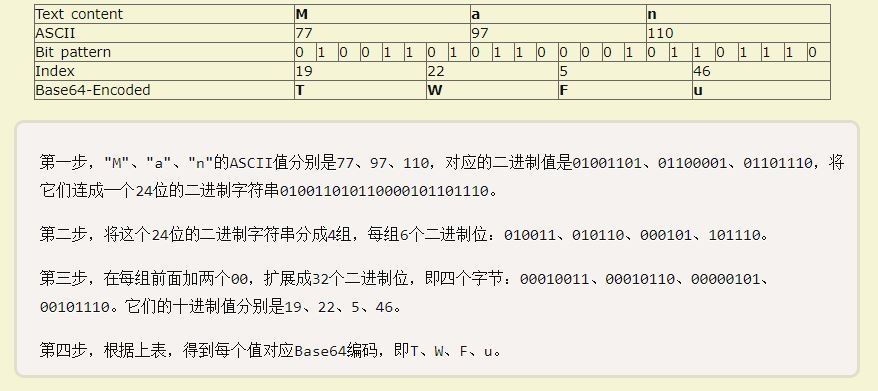 Text content M a n
ASCII 77 97 110
Bit pattern 0 1 0 0 1 1 0 1 0 1 1 0 0 0 0 1 0 1 1 0 1 1 1 0
Index 19 22 5 46
Base64-Encoded T W F u
第一步，"M"、"a"、"n"的ASCII值分别是77、97、110，对应的二进制值是01001101、01100001、01101110，将
它们连成一个24位的二进制字符串010011010110000101101110。
第二步，将这个24位的二进制字符串分成4组，每组6个二进制位：010011、010110、000101、101110。
第三步，在每组前面加两个00，扩展成32个二进制位，即四个字节：00010011、00010110、00000101、
00101110。它们的十进制值分别是19、22、5、46。
第四步，根据上表，得到每个值对应Base64编码，即T、W、F、u。